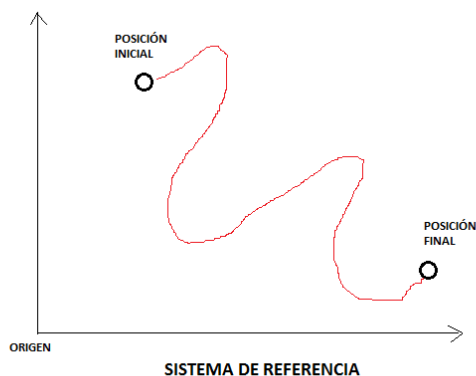 POSICIÓN
INICIAL
POSICIÓN
FINAL
ORIGEN
SISTEMA DE REFERENCIA